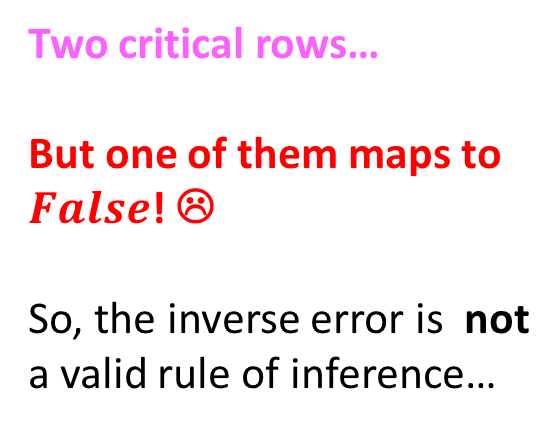 Two critical rows…
But one of them maps to
False! ☹
So, the inverse error is not
a valid rule of inference…